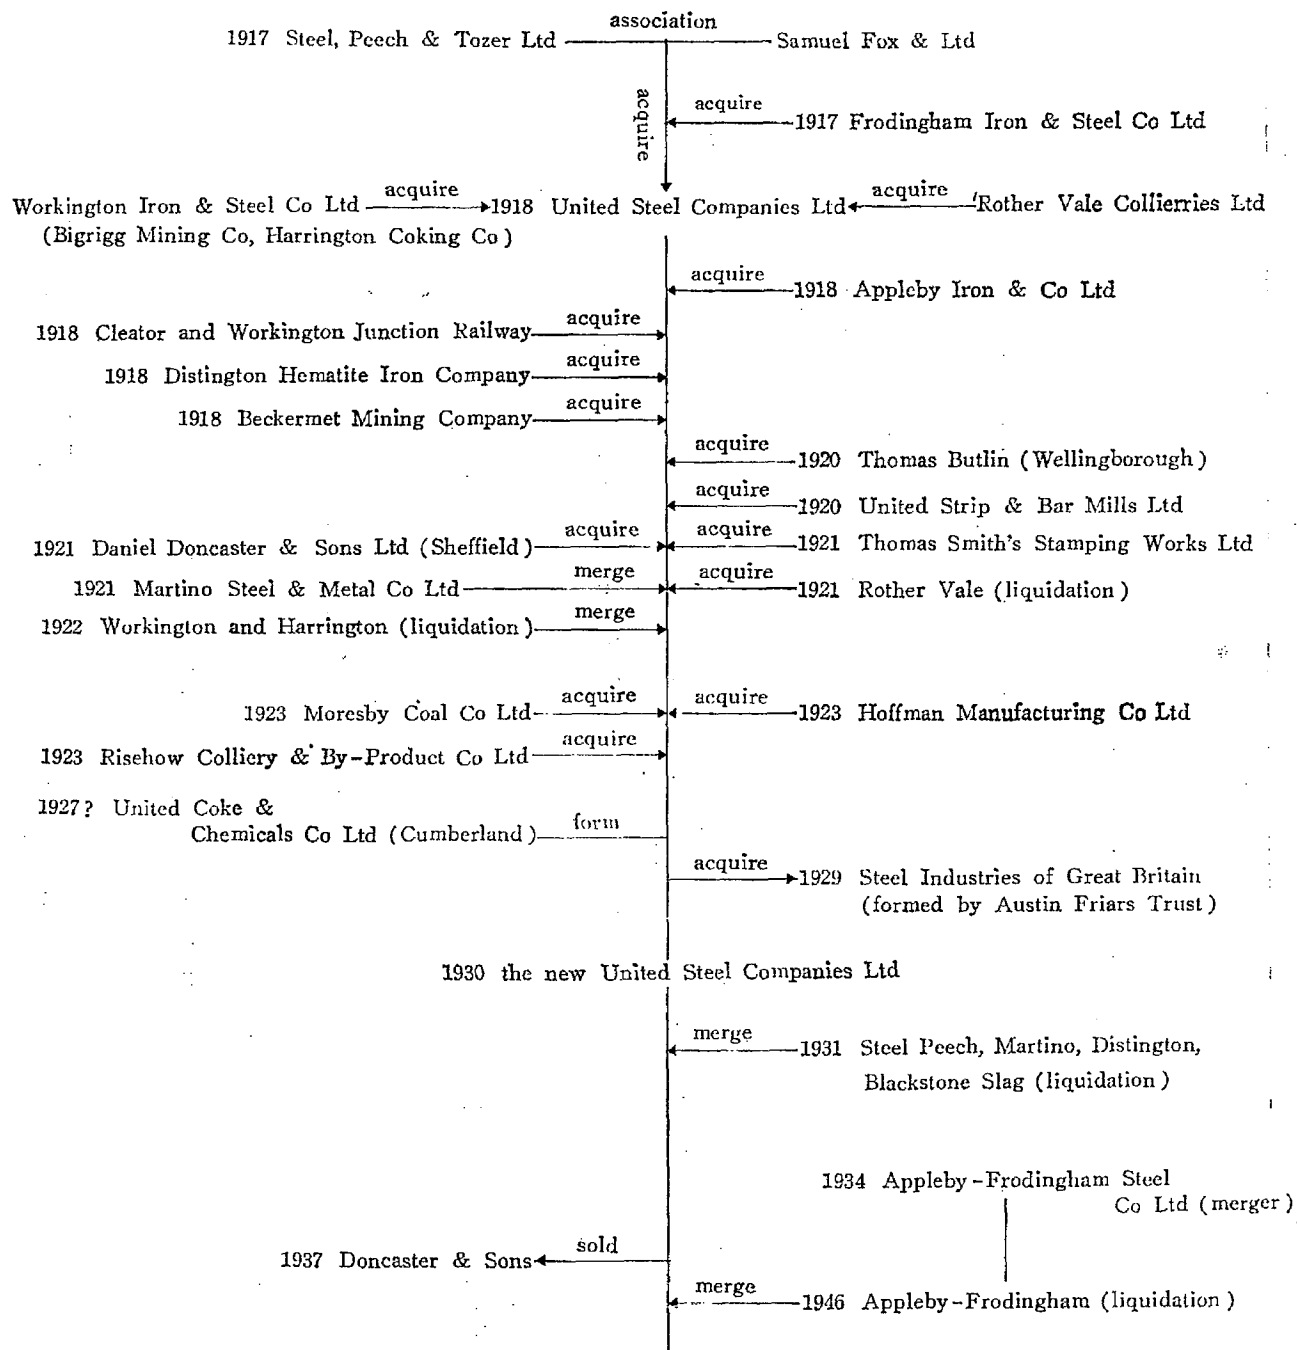 association
1917 Steel, Peech & Tozer Ltd Samuel Fox & Ltd
acquire
acquire
1917 Frodingham Iron & Steel Co Ltd
Workington Iron & Steel Co Ltd acquire 1918 United Steel Companies Ltd acquire Rother Vale Collierries Ltd
(Bigrigg Mining Co, Harrington Coking Co)
acquire
1918 Appleby Iron & Co Ltd
1918 Cleator and Workington Junction Railway acquire
1918 Distington Hematite Iron Company acquire
1918 Beckermet Mining Company acquire
acquire 1920 Thomas Butlin (Wellingborough)
acquire 1920 United Strip & Bar Mills Ltd
1921 Daniel Doncaster & Sons Ltd (Sheffield) acquire acquire 1921 Thomas Smith's Stamping Works Ltd
1921 Martino Steel & Metal Co Ltd merge acquire 1921 Rother Vale (liquidation)
1922 Workington and Harrington (liquidation) merge
1923 Moresby Coal Co Ltd acquire acquire 1923 Hoffman Manufacturing Co Ltd
1923 Risehow Colliery & By-Product Co Ltd acquire
1927? United Coke &
Chemicals Co Ltd (Cumberland) form
acquire 1929 Steel Industries of Great Britain
(formed by Austin Friars Trust)
1930 the new United Steel Companies Ltd
merge 1931 Steel Peech, Martino, Distington,
Blackstone Slag (liquidation)
1934 Appleby-Frodingham Steel
Co Ltd (merger)
1937 Doncaster & Sons sold
merge 1946 Appleby-Frodingham (liquidation)